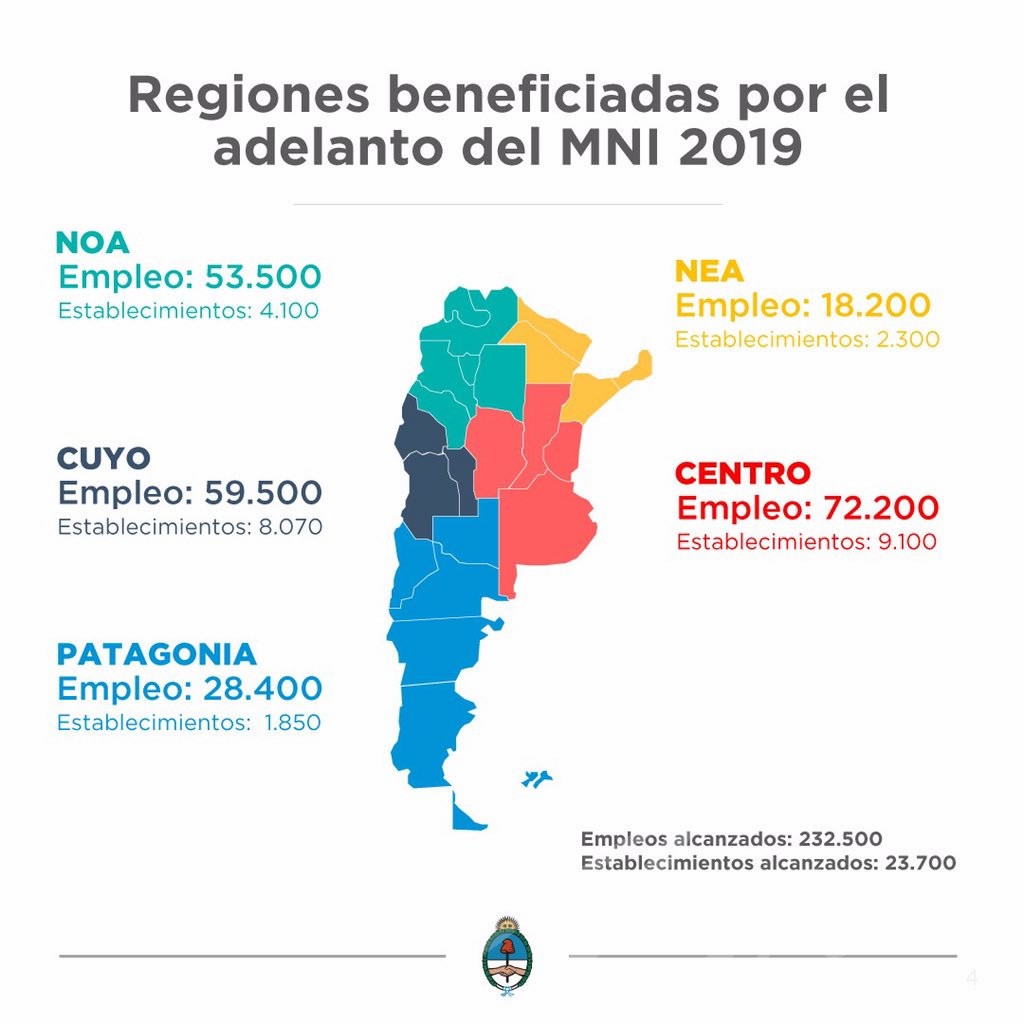 Regiones beneficiadas por el
adelanto del MNI 2019
NOA
Empleo: 53.500
Establecimientos: 4.100
NEA
Empleo: 18.200
Establecimientos: 2.300
CUYO
Empleo: 59.500
Establecimientos: 8.070
CENTRO
Empleo: 72.200
Establecimientos: 9.100
PATAGONIA
Empleo: 28.400
Establecimientos: 1.850
Empleos alcanzados: 232.500
Establecimientos alcanzados: 23.700
4